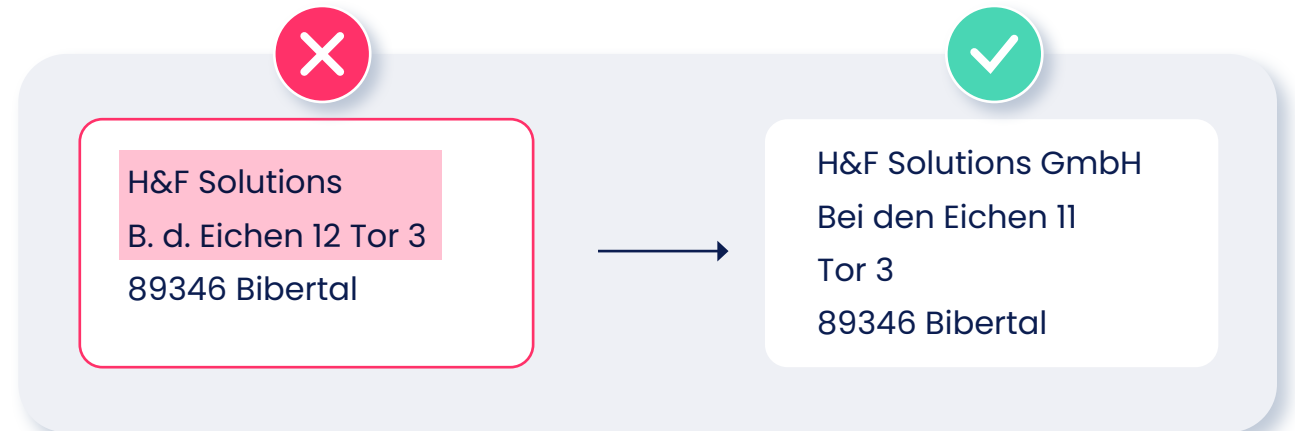 H&F Solutions
B. d. Eichen 12 Tor 3
89346 Bibertal
H&F Solutions GmbH
Bei den Eichen 11
Tor 3
89346 Bibertal